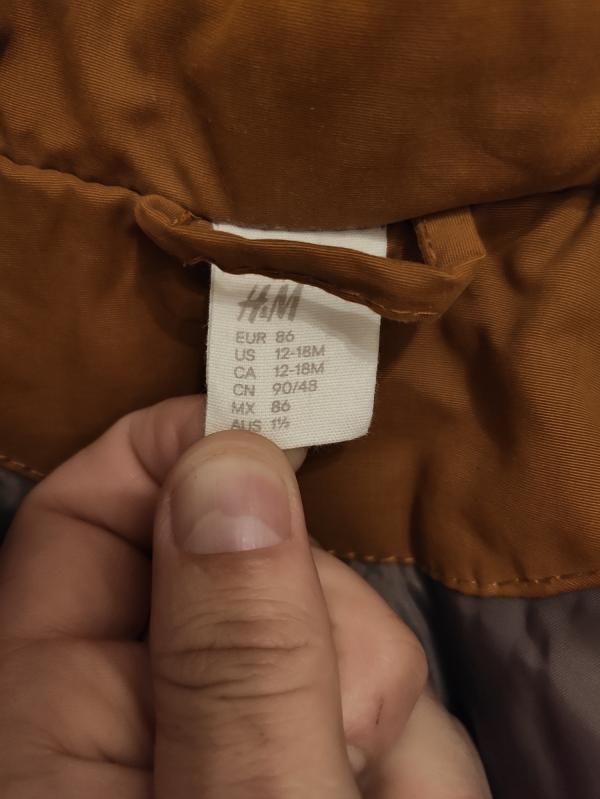 H&M
EUR 86
US 12-18M
CA 12-18M
CN 90/48
MX 86
AUS 1½